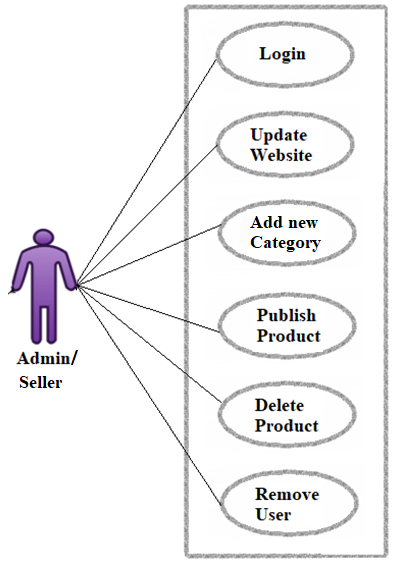 Login
Update
Website
Add new
Category
Publish
Product
Admin/
Seller
Delete
Product
Remove
User